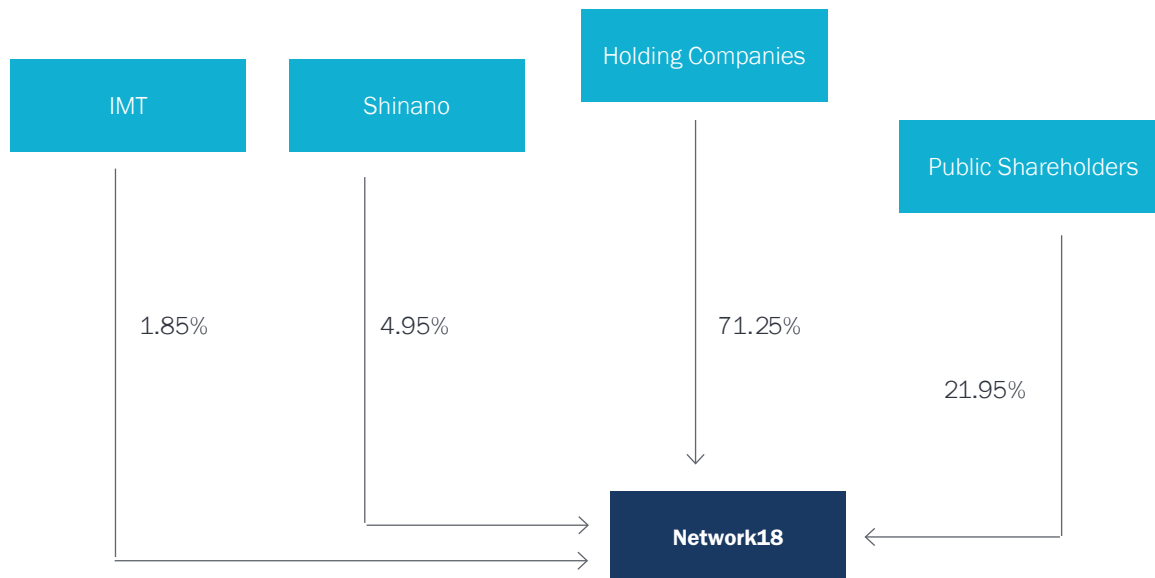 Holding Companies
IMT
Shinano
Public Shareholders
1.85%
4.95%
71.25%
21.95%
Network18